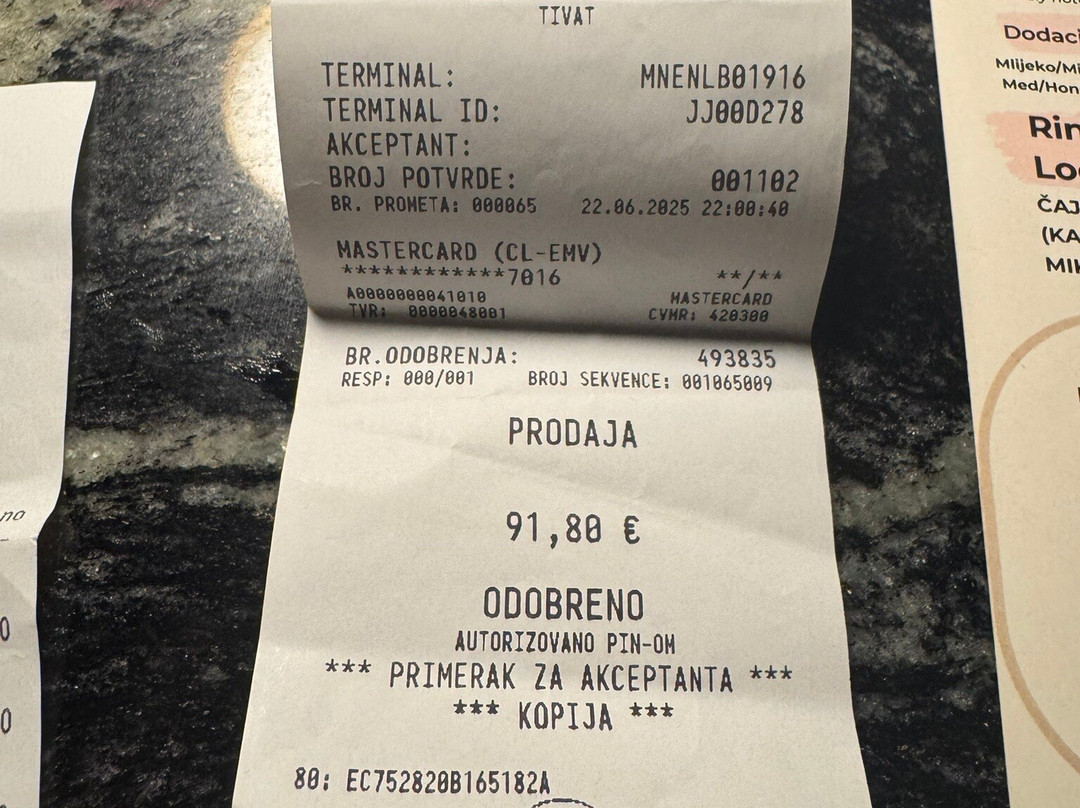 TIVAT
TERMINAL: MNENLB01916
TERMINAL ID: JJ00D278
AKCEPTANT:
BROJ POTVRDE: 001102
BR. PROMETA: 000065 22.06.2025 22:00:40
MASTERCARD (CL-EMV)
************7016 **/**
A0000000041010 MASTERCARD
TVR: 0000048001 CVMR: 420300
BR.ODOBRENJA: 493835
RESP: 000/001 BROJ SEKVENCE: 001065009
PRODAJA
91,80 €
ODOBRENO
AUTORIZOVANO PIN-OM
*** PRIMERAK ZA AKCEPTANTA ***
*** KOPIJA ***
80: EC752820B165182A
no
0
0
Dodaci
Mlijeko/Mi
Med/Hon
Rin
Lo
ČAJ
(KA
MIK